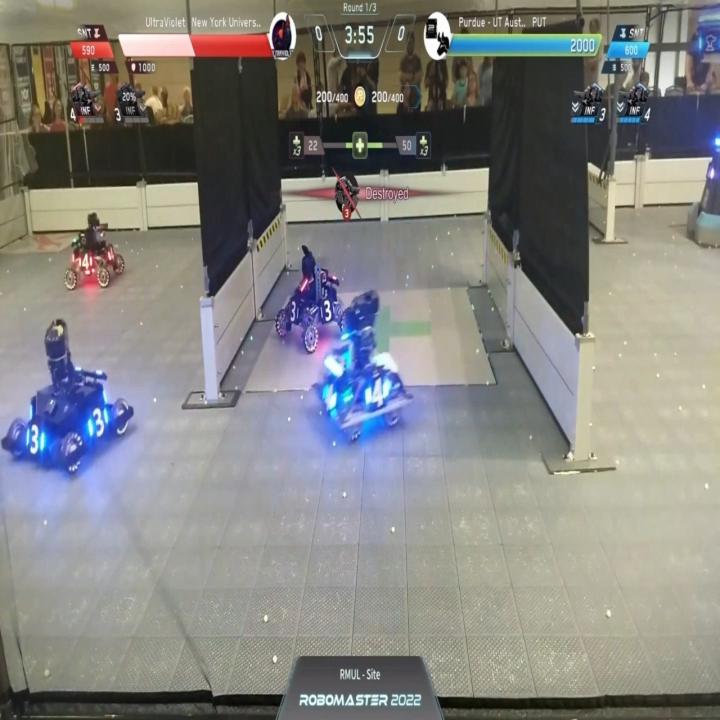 Round 1/3
UltraViolet New York Univers..
0 3:55 0
Purdue - UT Aust.. PUT
SNT
590
500 1000
2000
SNT
600
500
4 INF
20%
3
200/400 200/400
INF 3
INF 4
x3 22 50 x3
3
Destroyed
4
3 3
4
3 3
RMUL - Site
ROBOMASTER 2022